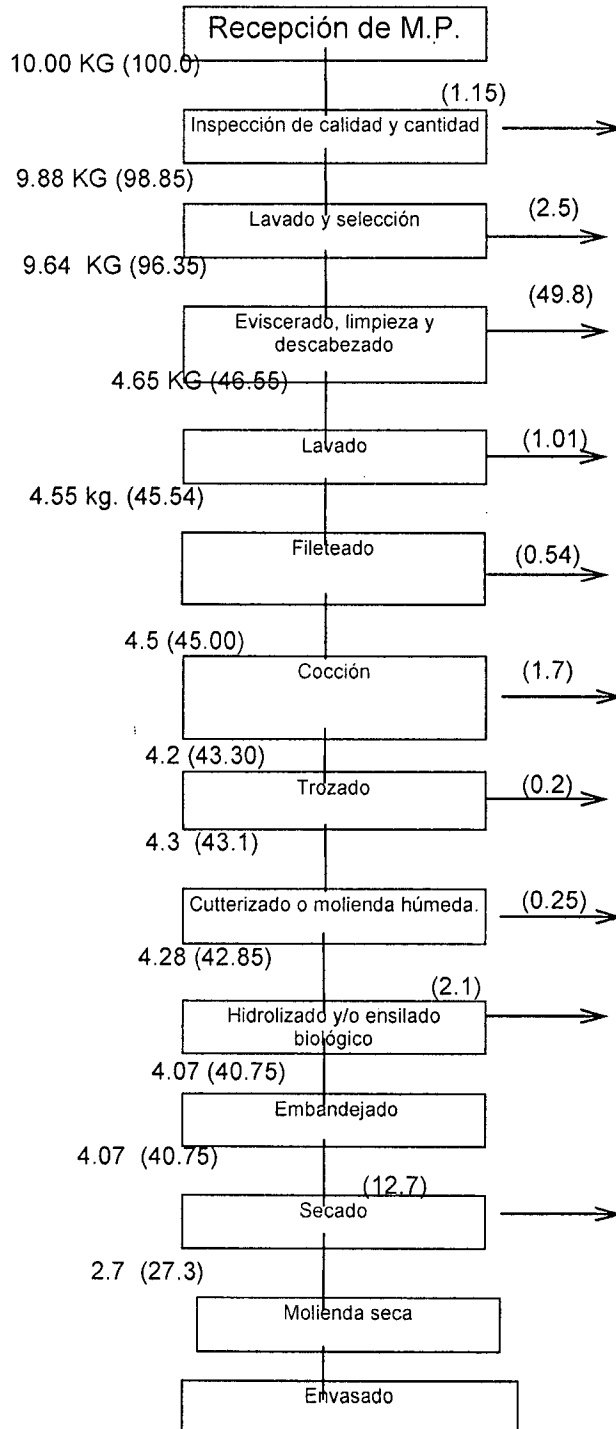 Recepción de M.P.
10.00 KG (100.0)
(1.15)
Inspección de calidad y cantidad
9.88 KG (98.85)
Lavado y selección
(2.5)
9.64 KG (96.35)
(49.8)
Eviscerado, limpieza y
descabezado
4.65 KG (46.55)
Lavado
(1.01)
4.55 kg. (45.54)
Fileteado
(0.54)
4.5 (45.00)
Cocción
(1.7)
4.2 (43.30)
Trozado
(0.2)
4.3 (43.1)
Cutterizado o molienda húmeda.
(0.25)
4.28 (42.85)
(2.1)
Hidrolizado y/o ensilado
biológico
4.07 (40.75)
Embandejado
4.07 (40.75)
(12.7)
Secado
2.7 (27.3)
Molienda seca
Envasado